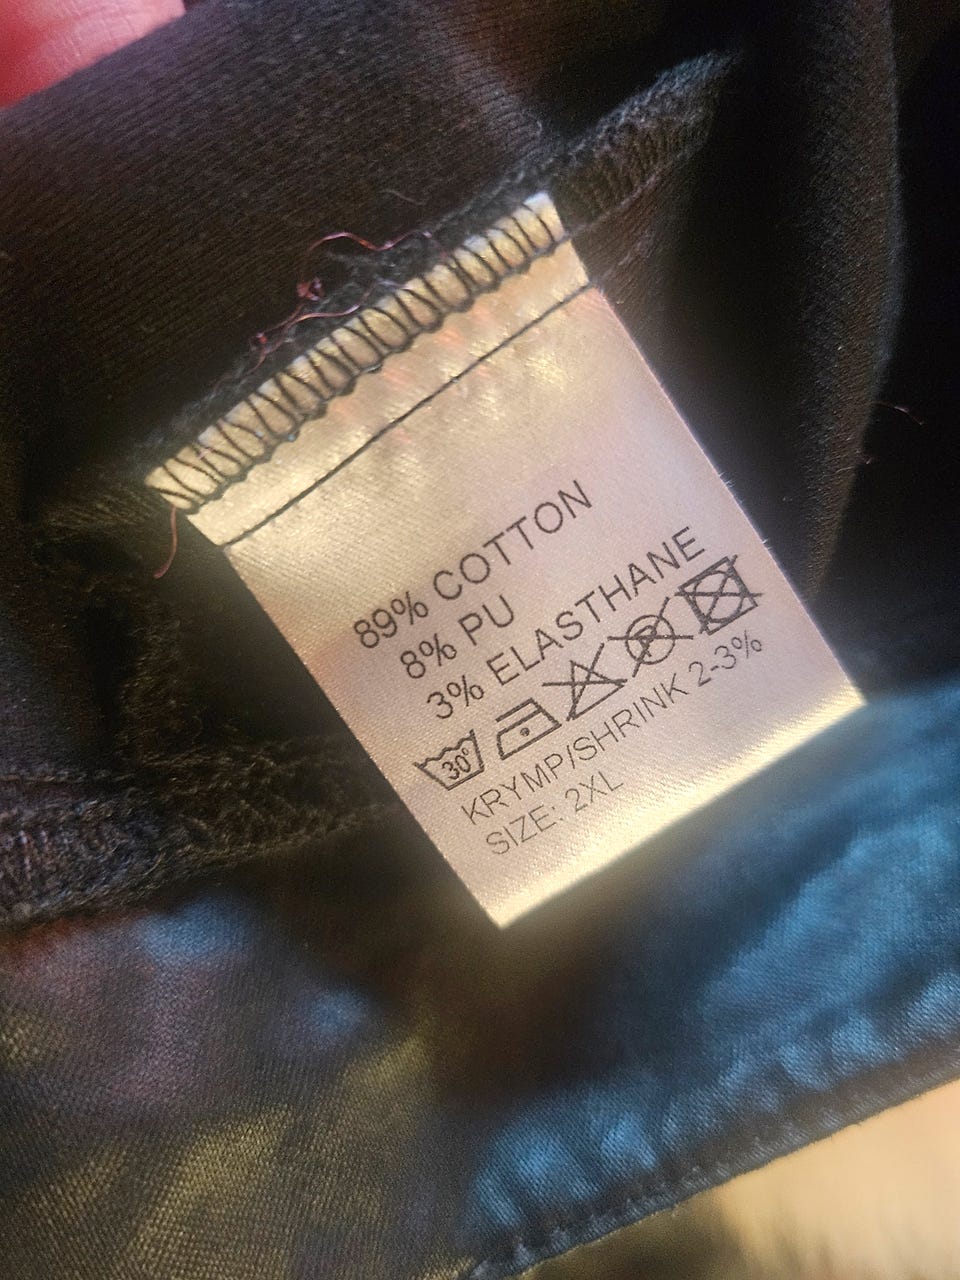 89% COTTON
8% PU
3% ELASTHANE
30° P
KRYMP/SHRINK 2-3%
SIZE: 2XL